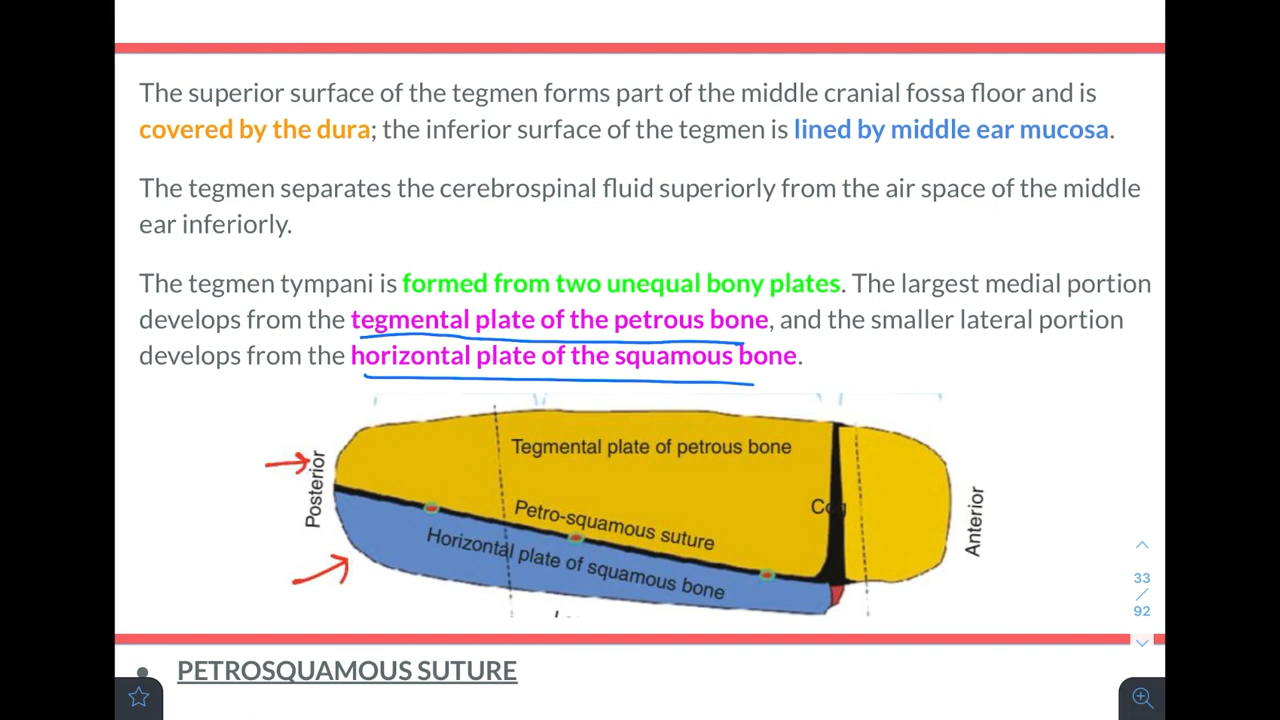 The superior surface of the tegmen forms part of the middle cranial fossa floor and is
covered by the dura; the inferior surface of the tegmen is lined by middle ear mucosa.
The tegmen separates the cerebrospinal fluid superiorly from the air space of the middle
ear inferiorly.
The tegmen tympani is formed from two unequal bony plates. The largest medial portion
develops from the tegmental plate of the petrous bone, and the smaller lateral portion
develops from the horizontal plate of the squamous bone.
Tegmental plate of petrous bone
Posterior
Cog
Petro-squamous suture
Anterior
Horizontal plate of squamous bone
33
/
92
PETROSQUAMOUS SUTURE